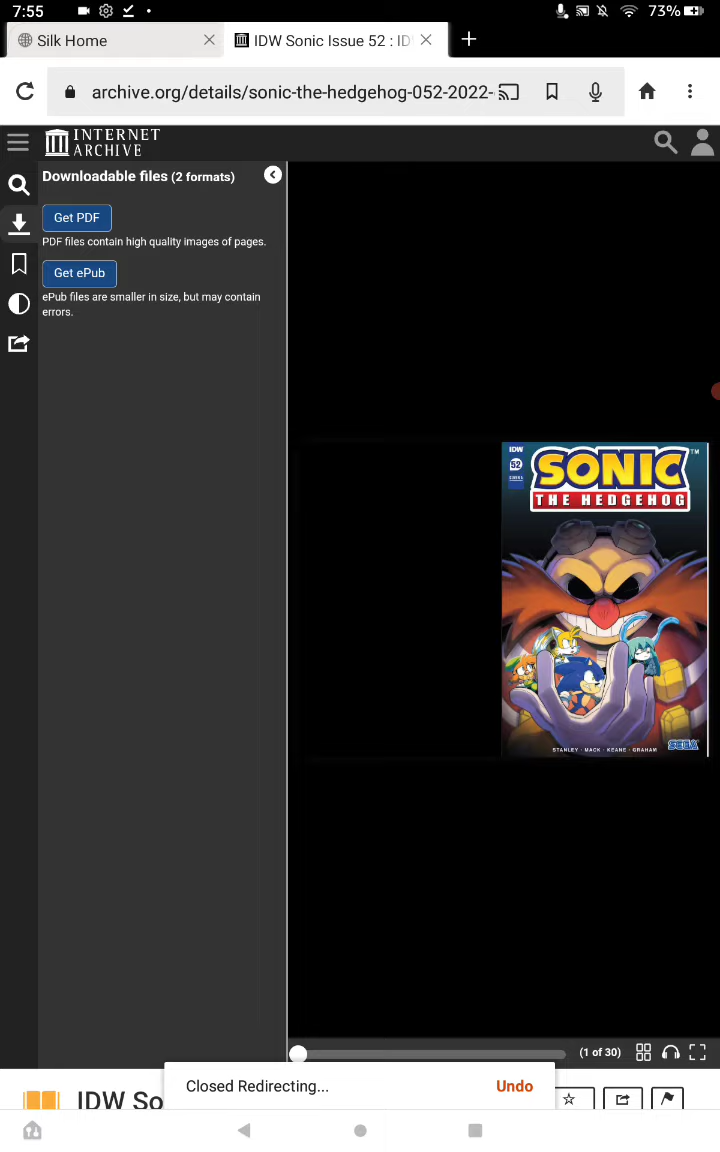 7:55
73%
Silk Home
IDW Sonic Issue 52 : ID
archive.org/details/sonic-the-hedgehog-052-2022-
INTERNET
ARCHIVE
Downloadable files (2 formats)
Get PDF
PDF files contain high quality images of pages.
Get ePub
ePub files are smaller in size, but may contain
errors.
IDW
52
SONIC
TM
THE HEDGEHOG
STANLEY · MACK · KEANE · GRAHAM
SEGA
(1 of 30)
Closed Redirecting...
Undo
IDW So